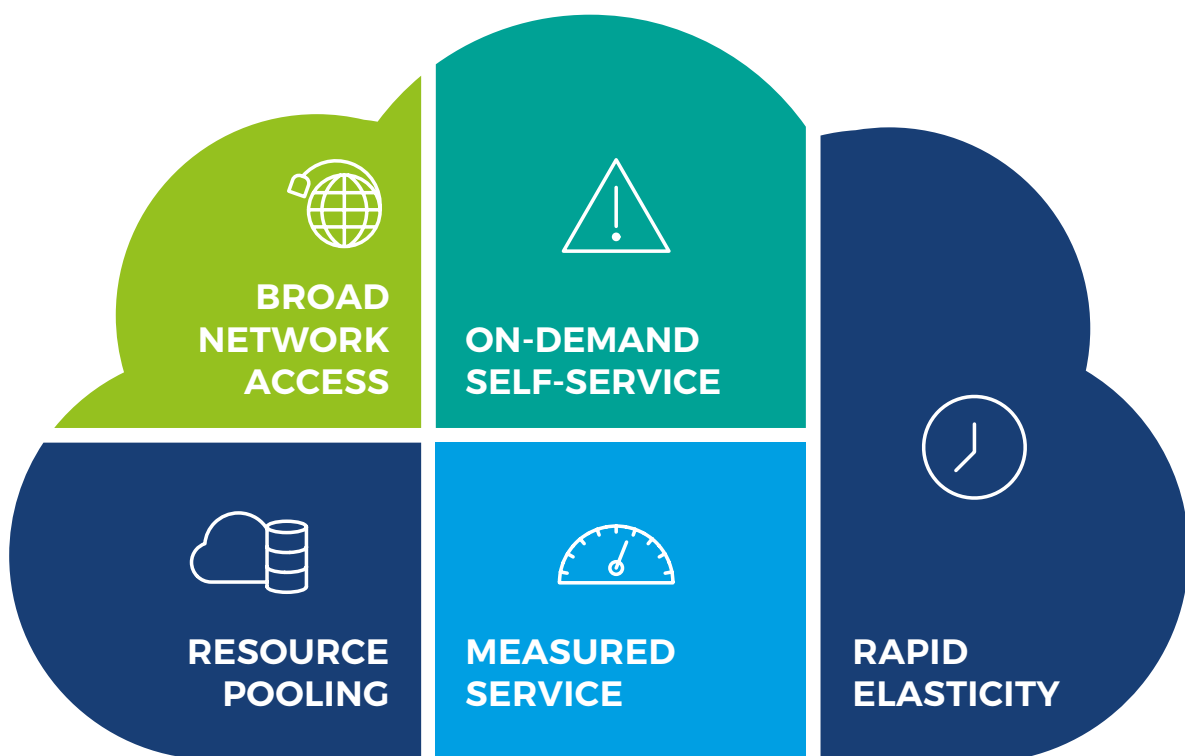 BROAD
NETWORK
ACCESS
ON-DEMAND
SELF-SERVICE
RESOURCE
POOLING
MEASURED
SERVICE
RAPID
ELASTICITY